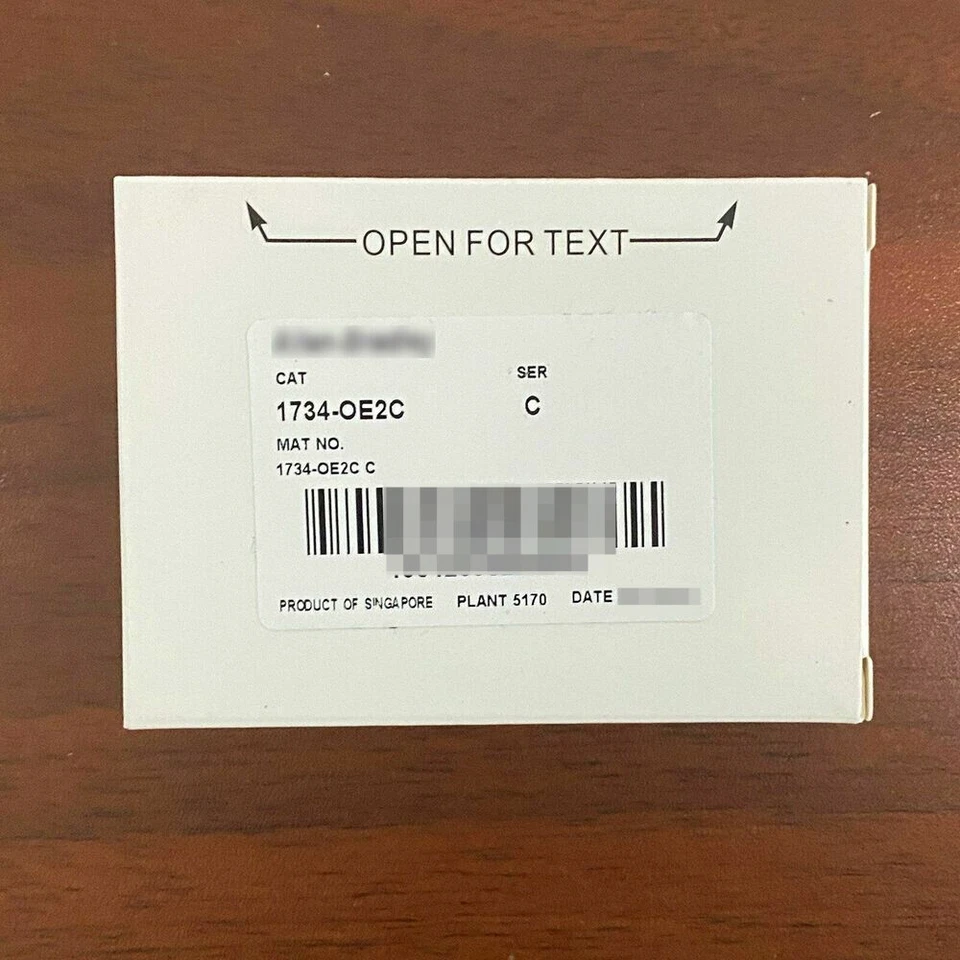 OPEN FOR TEXT
CAT SER
1734-OE2C C
MAT NO.
1734-OE2C C
PRODUCT OF SINGAPORE PLANT 5170 DATE